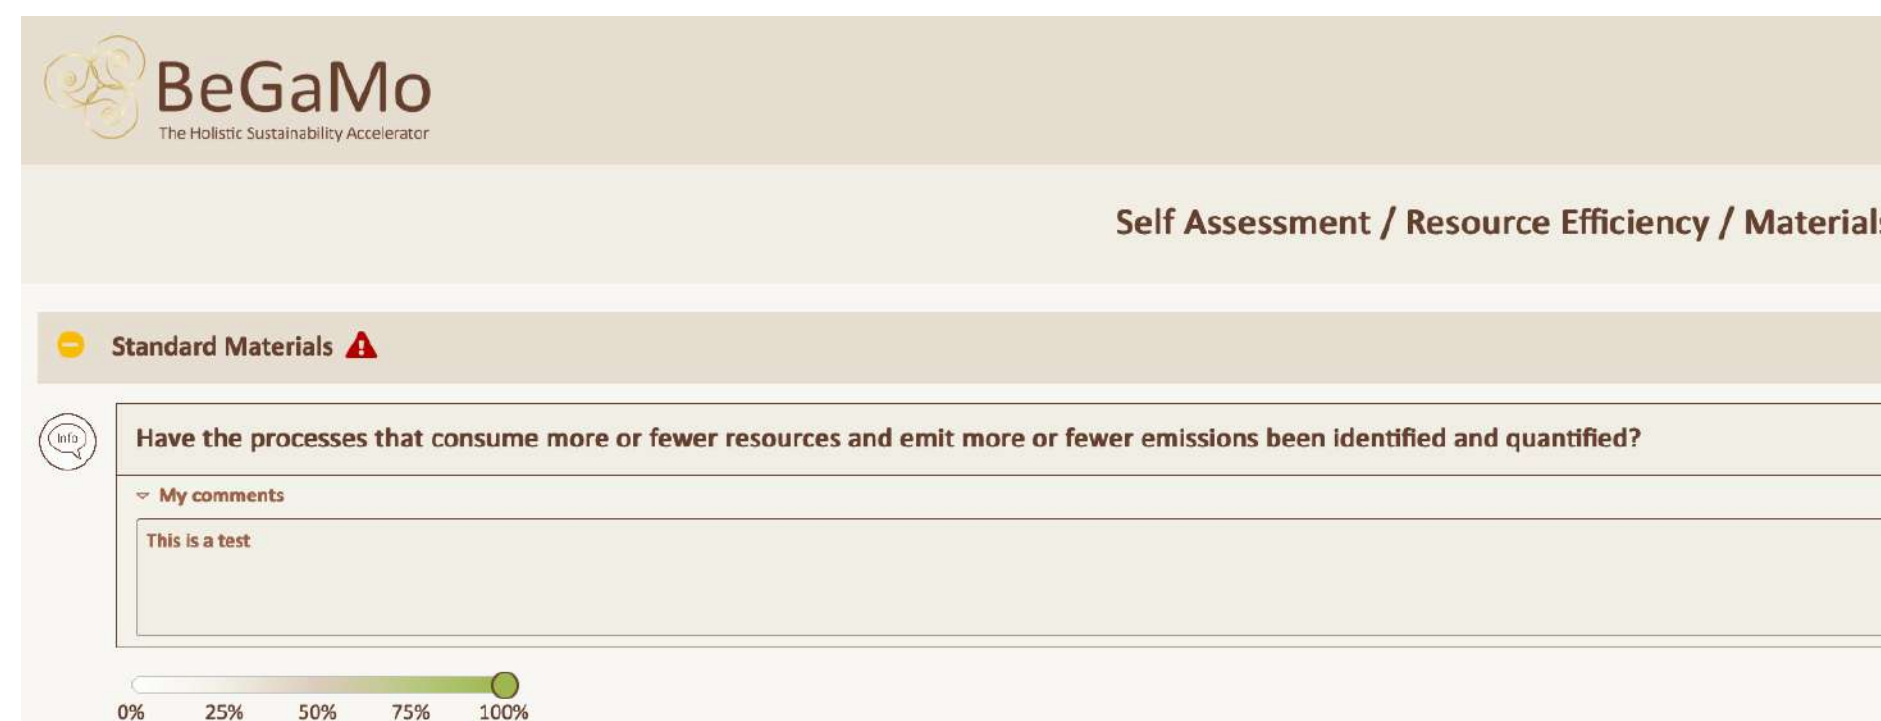 BeGaMo
The Holistic Sustainability Accelerator
Self Assessment / Resource Efficiency / Materials
Standard Materials
Info
Have the processes that consume more or fewer resources and emit more or fewer emissions been identified and quantified?
My comments
This is a test
0% 25% 50% 75% 100%